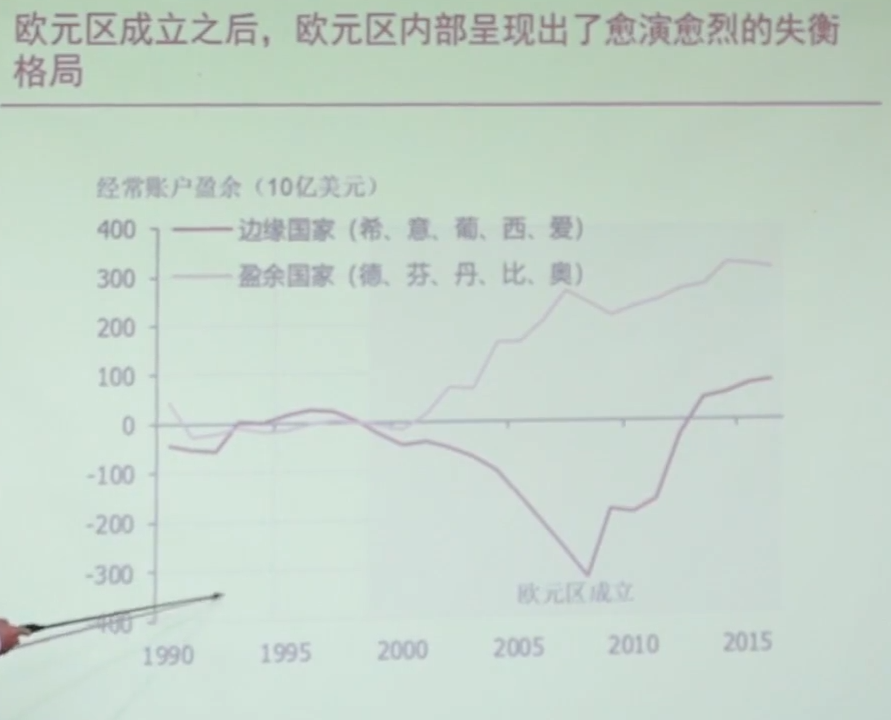 欧元区成立之后，欧元区内部呈现出了愈演愈烈的失衡
格局
经常账户盈余（10亿美元）
400
边缘国家（希、意、葡、西、爱）
300
盈余国家（德、芬、丹、比、奥）
200
100
0
-100
-200
-300
欧元区成立
-400
1990 1995 2000 2005 2010 2015